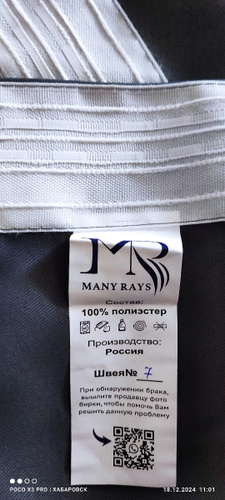 MR
MANY RAYS
Состав:
100% полиэстер
Производство:
Россия
Швея№ 7
При обнаружении брака,
вышлите продавцу фото
бирки, чтобы помочь Вам
решить данную проблему
POCO X3 PRO | ХАБАРОВСК
18.12.2024 11:01